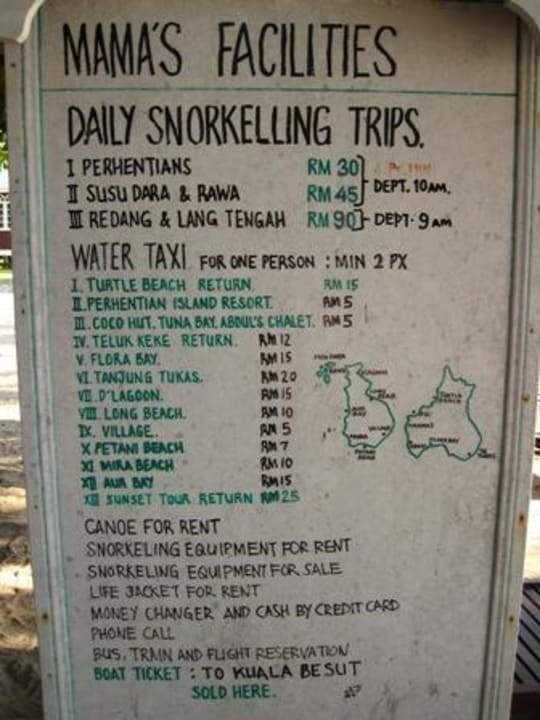 MAMA'S FACILITIES
DAILY SNORKELLING TRIPS.
I PERHENTIANS RM 30
II SUSU DARA & RAWA RM 45 DEPT. 10AM.
III REDANG & LANG TENGAH RM 90 DEPT. 9 AM
WATER TAXI FOR ONE PERSON : MIN 2 PX
I. TURTLE BEACH RETURN. RM 15
II. PERHENTIAN ISLAND RESORT. RM 5
III. COCO HUT. TUNA BAY. ABDUL'S CHALET. RM 5
IV. TELUK KEKE RETURN. RM 12
V. FLORA BAY. RM 15
VI. TANJUNG TUKAS. RM 20
VII. D'LAGOON. RM 15
VIII. LONG BEACH. RM 10
IX. VILLAGE. RM 5
X PETANI BEACH RM 7
XI MIRA BEACH RM 10
XII AUR BAY RM 15
XIII SUNSET TOUR RETURN RM 25
TURTLE
BEACH
PETANI
BEACH
CANOE FOR RENT
SNORKELING EQUIPMENT FOR RENT
SNORKELING EQUIPMENT FOR SALE
LIFE JACKET FOR RENT
MONEY CHANGER AND CASH BY CREDIT CARD
PHONE CALL
BUS, TRAIN AND FLIGHT RESERVATION
BOAT TICKET : TO KUALA BESUT
SOLD HERE.